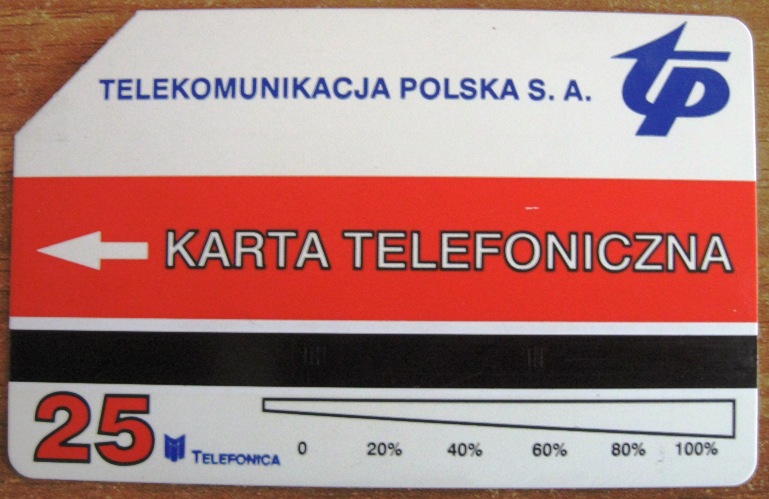 TELEKOMUNIKACJA POLSKA S. A.
TP
KARTA TELEFONICZNA
25
TELEFONICA
0 20% 40% 60% 80% 100%